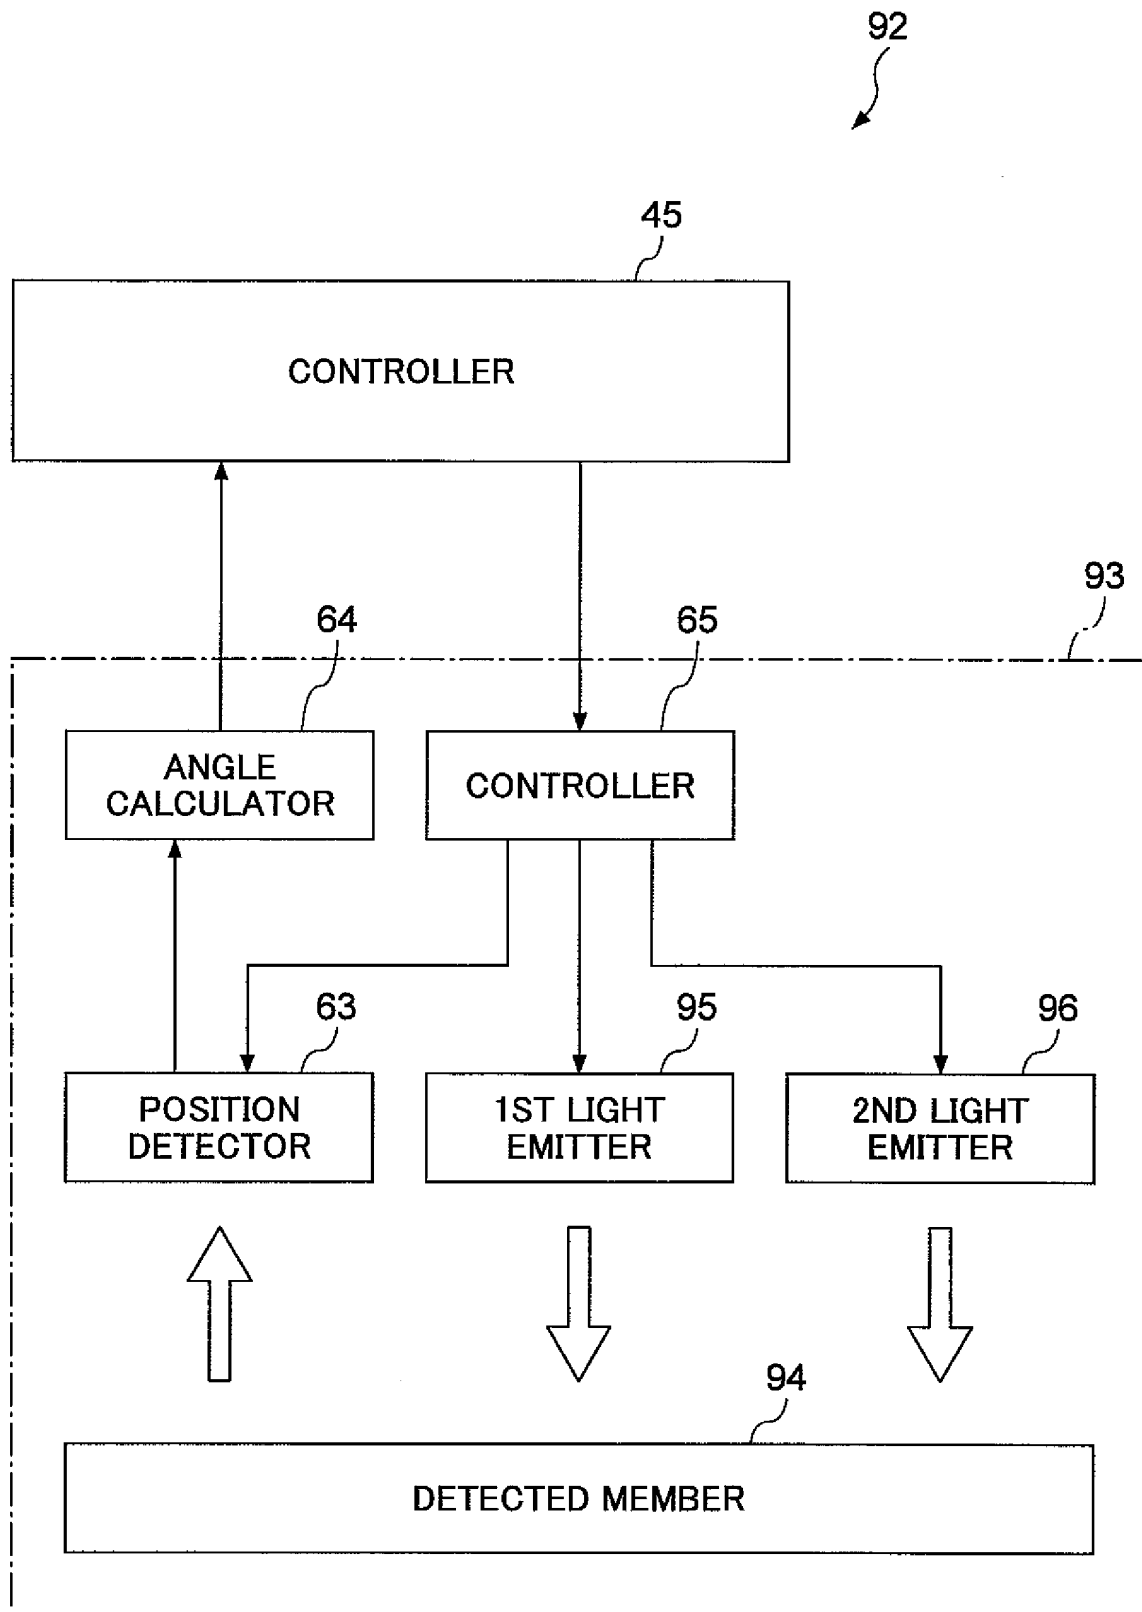 92
45
CONTROLLER
93
64
65
ANGLE
CALCULATOR
CONTROLLER
63
95
96
POSITION
DETECTOR
1ST LIGHT
EMITTER
2ND LIGHT
EMITTER
94
DETECTED MEMBER